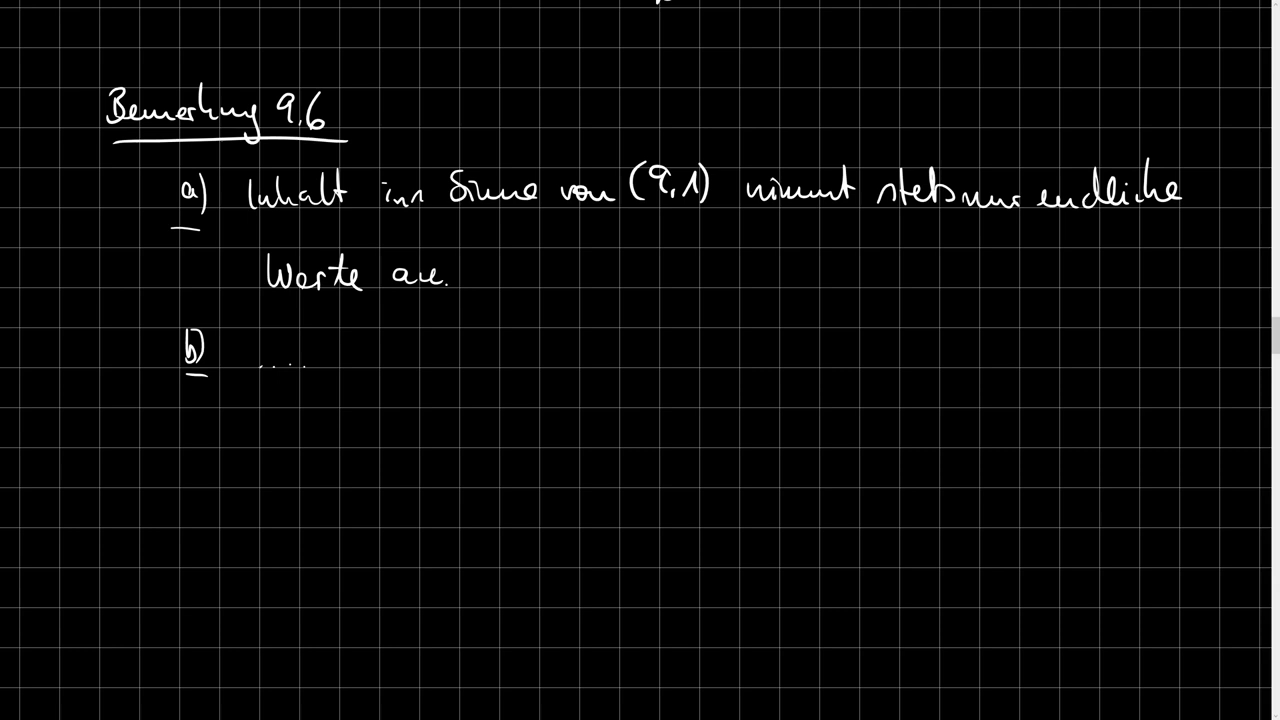 Bemerkung 9.6
a) Inhalt im Sinne von (9.1) nimmt stets nur endliche
Werte an.
b) ....